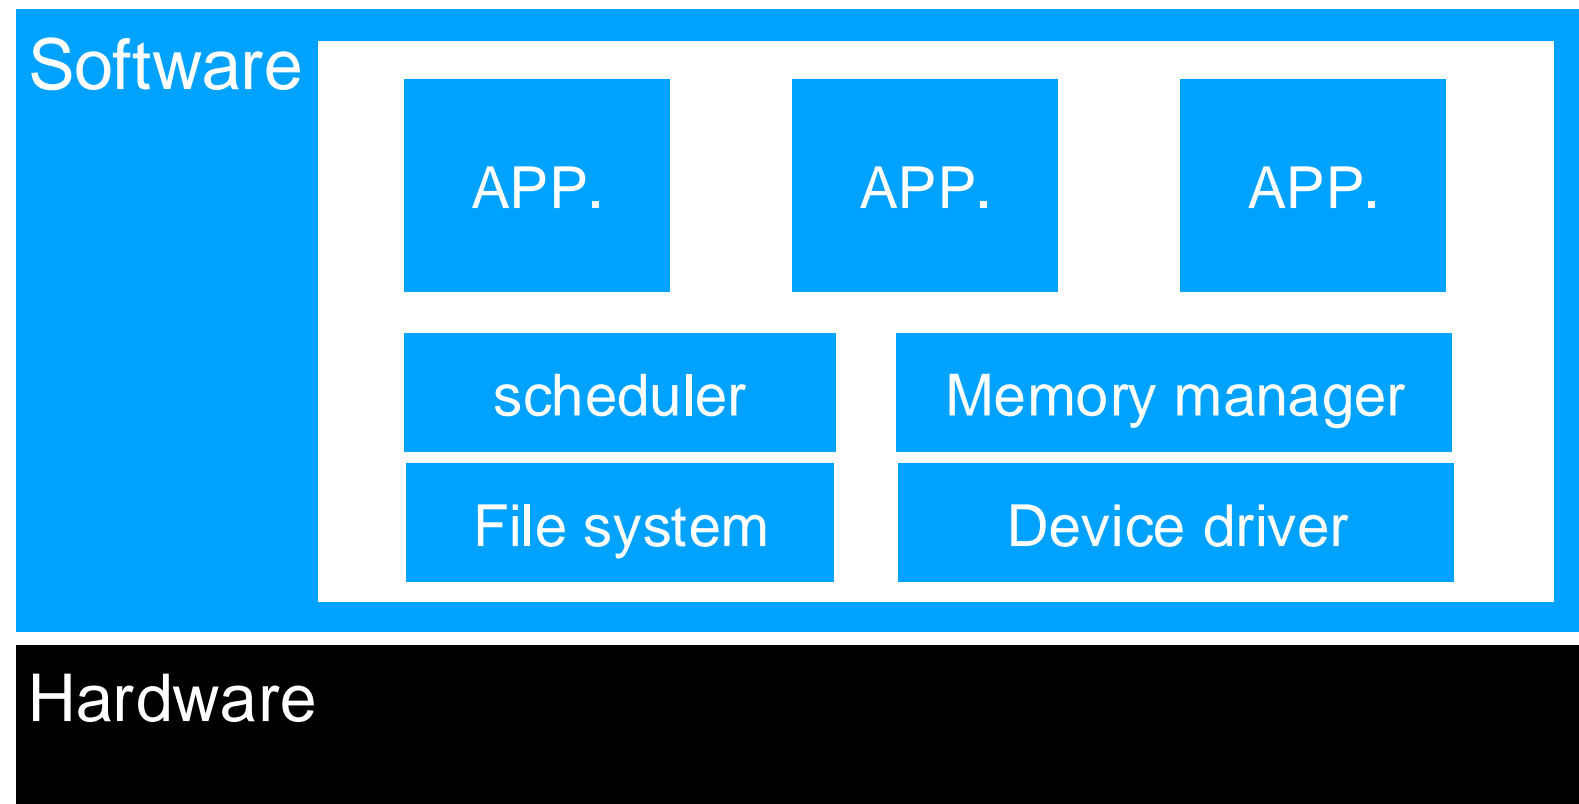 Software
APP.
APP.
APP.
scheduler
Memory manager
File system
Device driver
Hardware